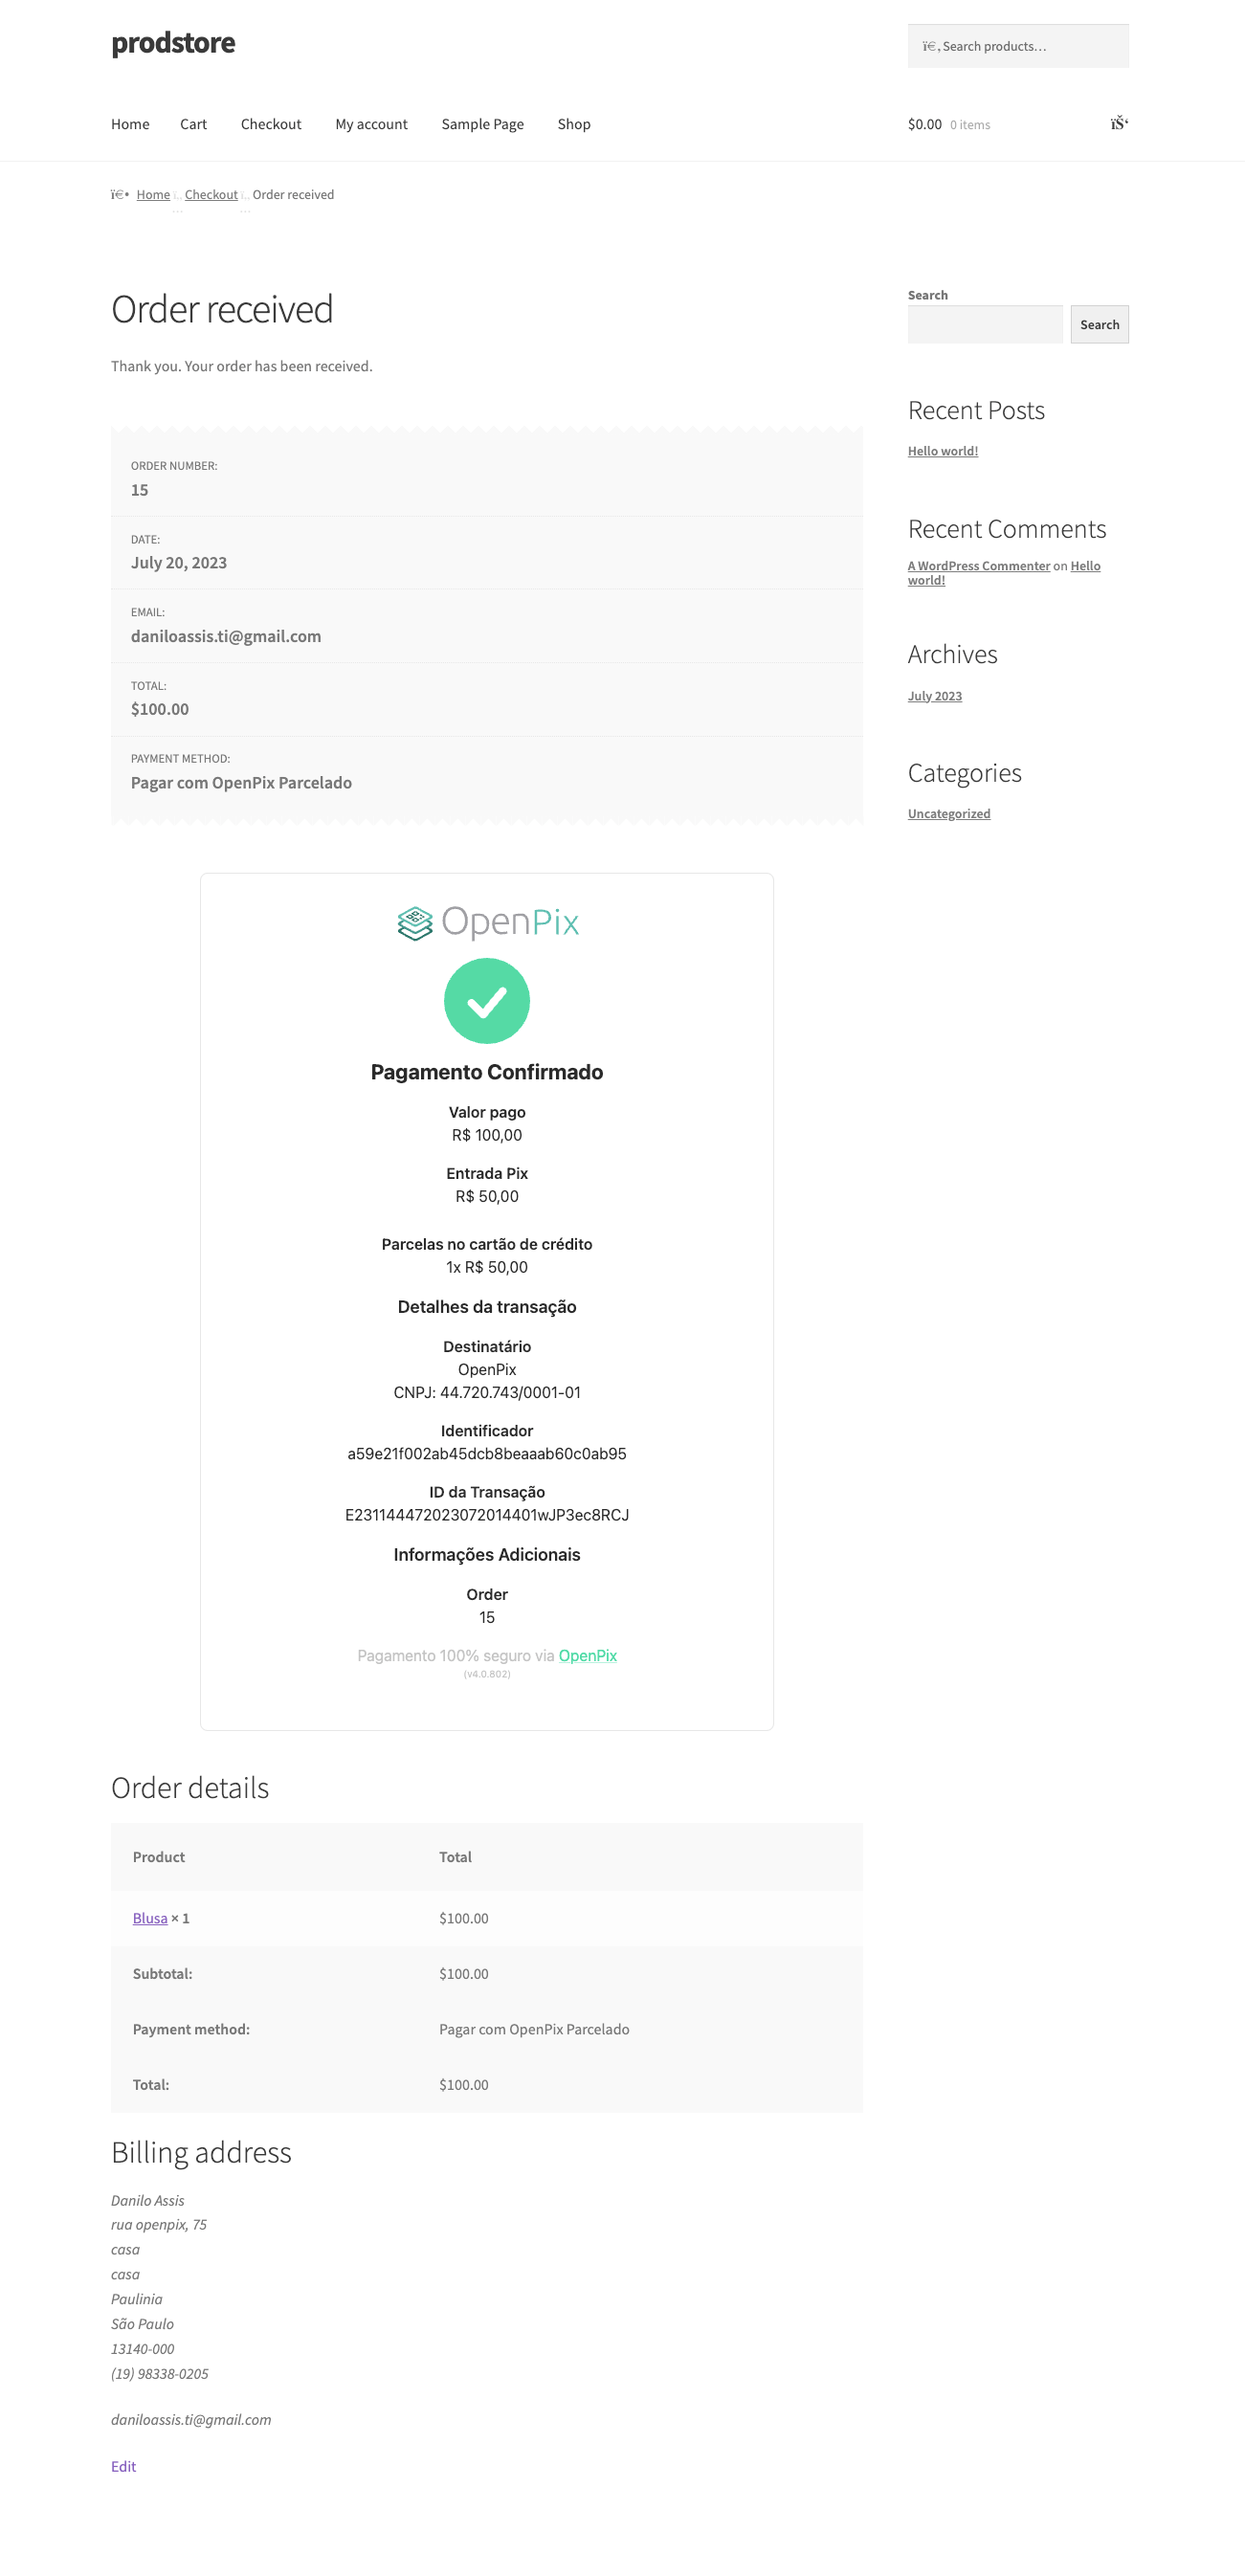 prodstore
ï€‚ Search products…
Home Cart Checkout My account Sample Page Shop
$0.00 0 items
ïŠ‘
ï€• Home Checkout Order received
Order received
Thank you. Your order has been received.
ORDER NUMBER:
15
DATE:
July 20, 2023
EMAIL:
daniloassis.ti@gmail.com
TOTAL:
$100.00
PAYMENT METHOD:
Pagar com OpenPix Parcelado
Search
Search
Recent Posts
Hello world!
Recent Comments
A WordPress Commenter on Hello
world!
Archives
July 2023
Categories
Uncategorized
OpenPix
Pagamento Confirmado
Valor pago
R$ 100,00
Entrada Pix
R$ 50,00
Parcelas no cartão de crédito
1x R$ 50,00
Detalhes da transação
Destinatário
OpenPix
CNPJ: 44.720.743/0001-01
Identificador
a59e21f002ab45dcb8beaaab60c0ab95
ID da Transação
E23114447202307201440​1wJP3ec8RCJ
Informações Adicionais
Order
15
Pagamento 100% seguro via OpenPix
(v4.0.802)
Order details
Product Total
Blusa × 1 $100.00
Subtotal: $100.00
Payment method: Pagar com OpenPix Parcelado
Total: $100.00
Billing address
Danilo Assis
rua openpix, 75
casa
casa
Paulinia
São Paulo
13140-000
(19) 98338-0205
daniloassis.ti@gmail.com
Edit